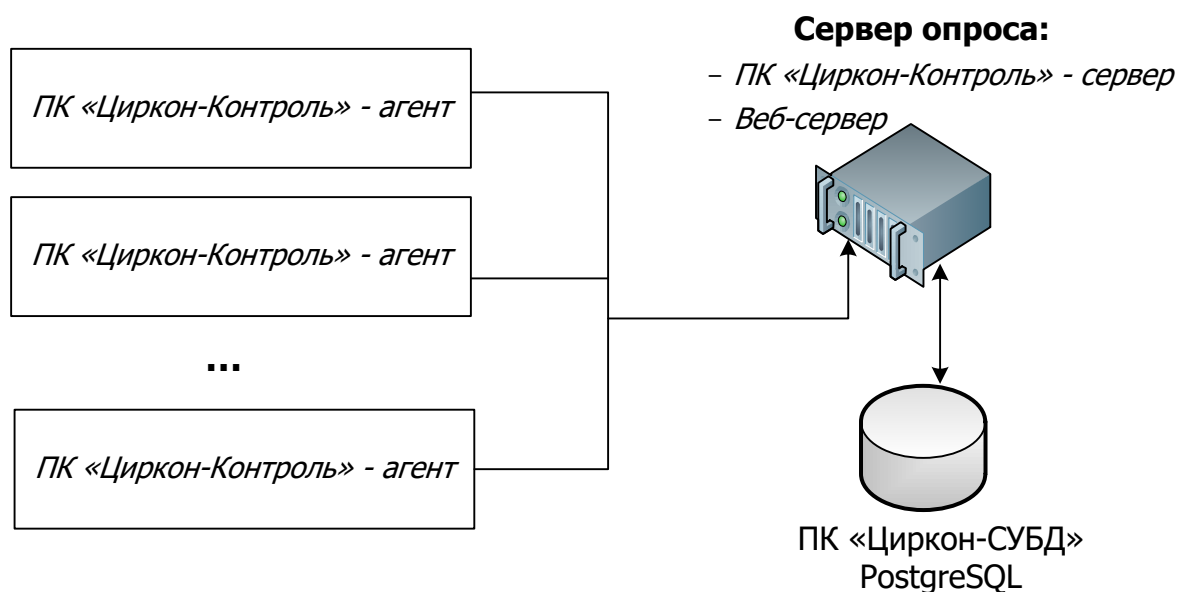 Сервер опроса:
– ПК «Циркон-Контроль» - сервер
– Веб-сервер
ПК «Циркон-Контроль» - агент
ПК «Циркон-Контроль» - агент
...
ПК «Циркон-Контроль» - агент
ПК «Циркон-СУБД»
PostgreSQL